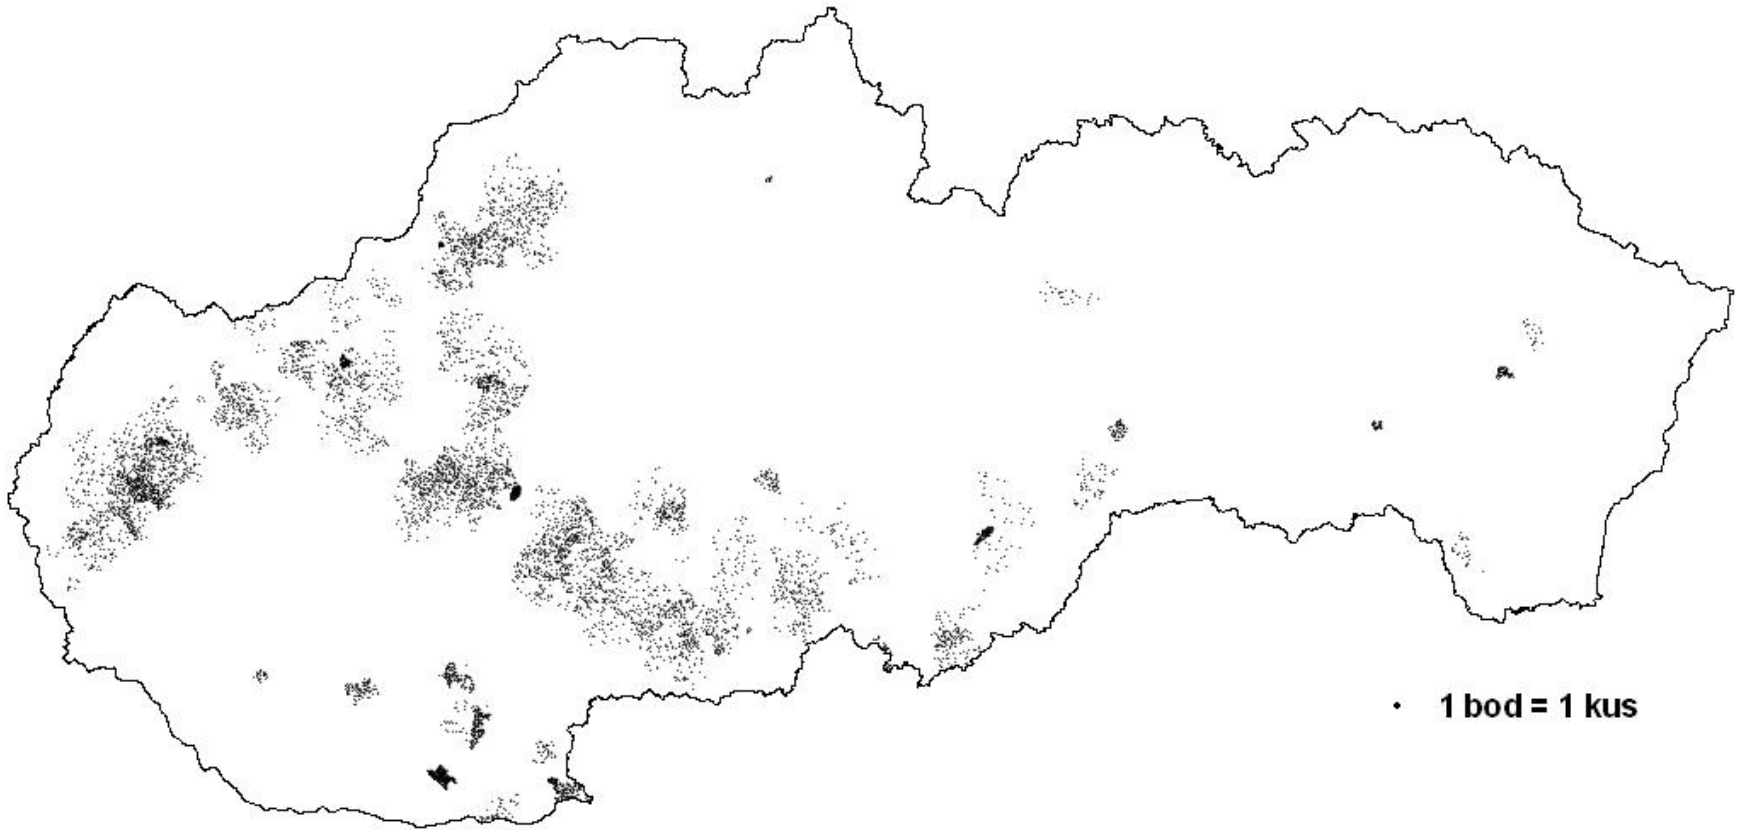 1 bod = 1 kus